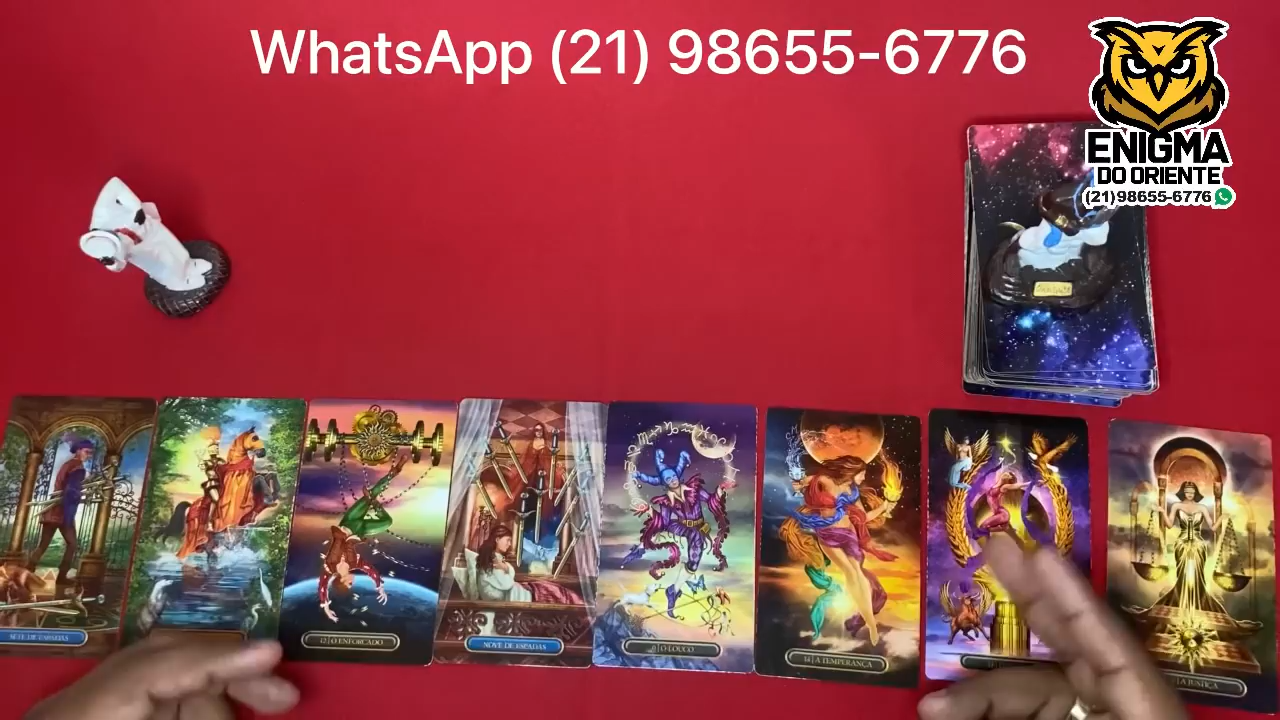 WhatsApp (21) 98655-6776
ENIGMA
DO ORIENTE
(21)98655-6776
SETE DE ESPADAS
12 | O ENFORCADO
NOVE DE ESPADAS
0 | O LOUCO
14 | A TEMPERANÇA
A JUSTIÇA